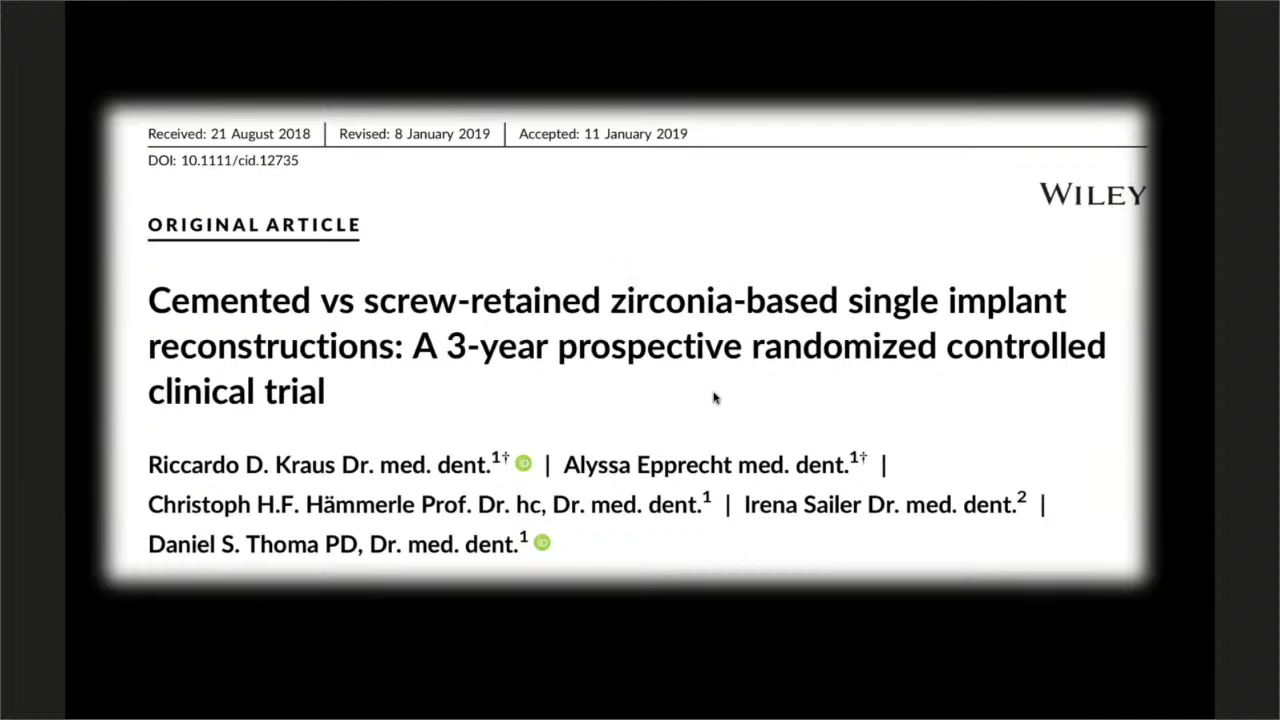 Received: 21 August 2018 | Revised: 8 January 2019 | Accepted: 11 January 2019
DOI: 10.1111/cid.12735
WILEY
ORIGINAL ARTICLE
Cemented vs screw-retained zirconia-based single implant
reconstructions: A 3-year prospective randomized controlled
clinical trial
Riccardo D. Kraus Dr. med. dent.1† iD | Alyssa Epprecht med. dent.1† |
Christoph H.F. Hämmerle Prof. Dr. hc, Dr. med. dent.1 | Irena Sailer Dr. med. dent.2 |
Daniel S. Thoma PD, Dr. med. dent.1 iD